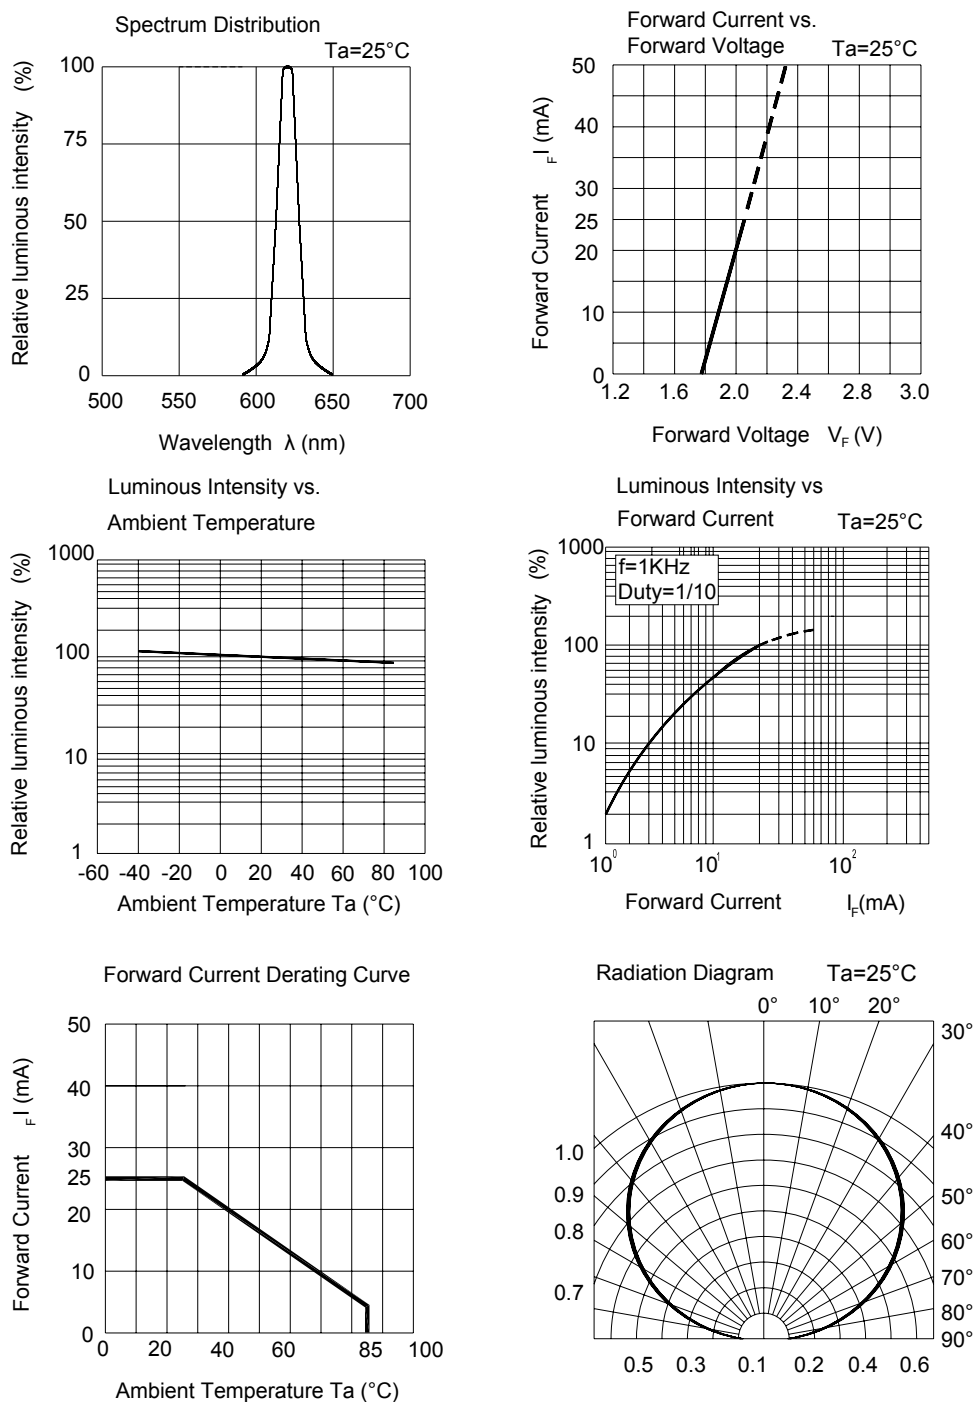 Spectrum Distribution
Ta=25°C
Relative luminous intensity (%)
100
75
50
25
0
500 550 600 650 700
Wavelength λ (nm)
Forward Current vs.
Forward Voltage Ta=25°C
Forward Current FI (mA)
50
40
30
25
20
10
0
1.2 1.6 2.0 2.4 2.8 3.0
Forward Voltage VF (V)
Luminous Intensity vs.
Ambient Temperature
Relative luminous intensity (%)
1000
100
10
1
-60 -40 -20 0 20 40 60 80 100
Ambient Temperature Ta (°C)
Luminous Intensity vs
Forward Current Ta=25°C
Relative luminous intensity (%)
1000
100
10
1
f=1KHz
Duty=1/10
10⁰ 10¹ 10²
Forward Current IF(mA)
Forward Current Derating Curve
Forward Current FI (mA)
50
40
30
25
20
10
0
0 20 40 60 85 100
Ambient Temperature Ta (°C)
Radiation Diagram Ta=25°C
0° 10° 20°
30°
40°
50°
60°
70°
80°
90°
1.0
0.9
0.8
0.7
0.5 0.3 0.1 0.2 0.4 0.6